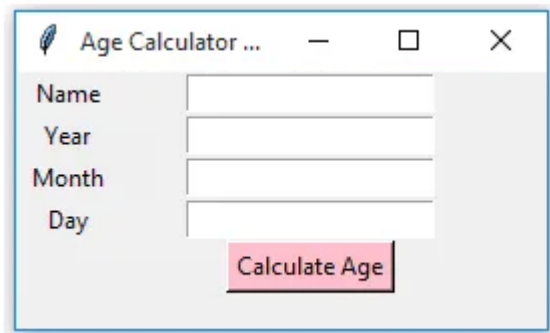 Age Calculator ...
Name
Year
Month
Day
Calculate Age